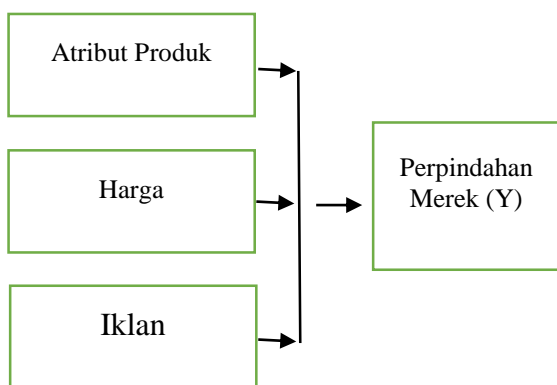 Atribut Produk
Harga
Iklan
Perpindahan
Merek (Y)